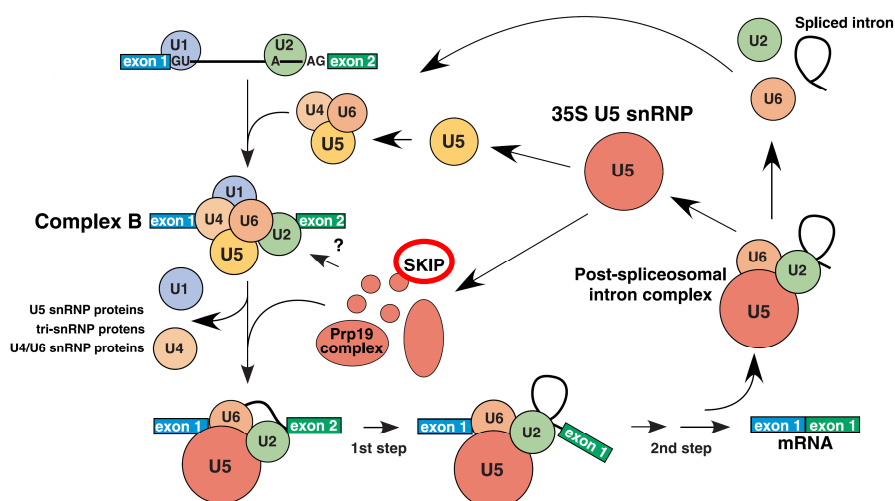 U1
U2
exon 1
GU
A
AG
exon 2
U4
U6
U5
U5
35S U5 snRNP
U5
U2
Spliced intron
U6
Complex B
exon 1
U1
U4
U6
U2
U5
exon 2
?
SKIP
Prp19
complex
U1
U5 snRNP proteins
tri-snRNP protens
U4/U6 snRNP proteins
U4
Post-spliceosomal
intron complex
U6
U2
U5
exon 1
U6
U2
U5
exon 2
1st step
exon 1
U6
U2
U5
exon 1
2nd step
exon 1
exon 1
mRNA